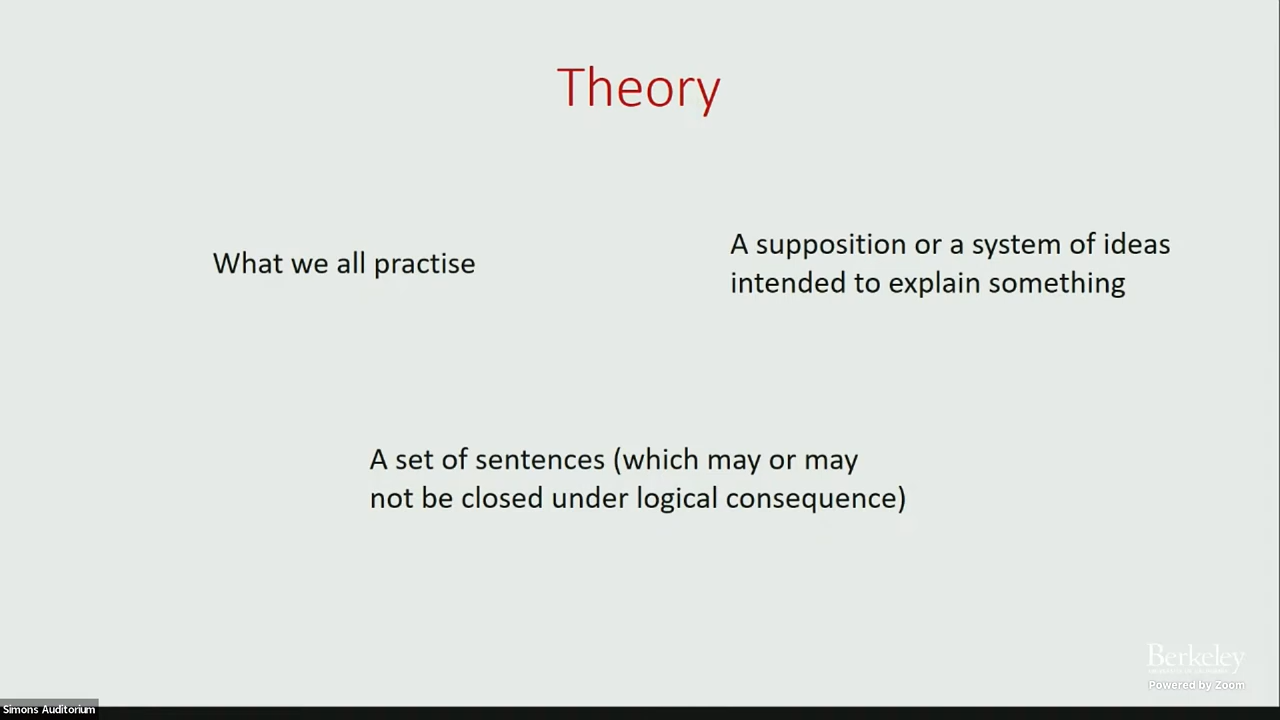 Theory
What we all practise
A supposition or a system of ideas
intended to explain something
A set of sentences (which may or may
not be closed under logical consequence)
Berkeley
Powered by Zoom
Simons Auditorium